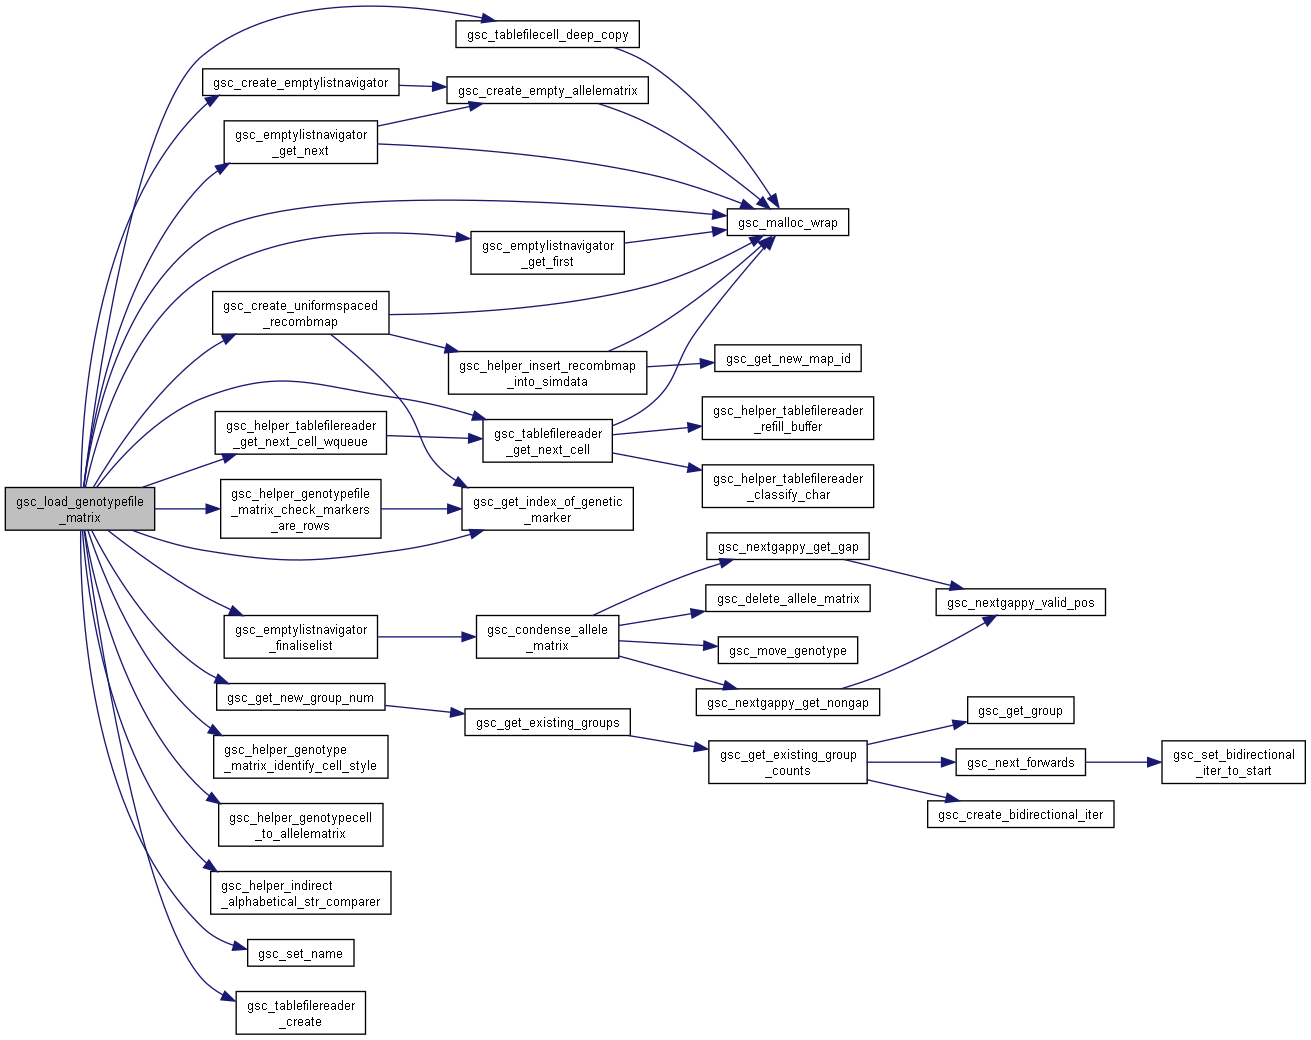 gsc_tablefilecell_deep_copy
gsc_create_emptylistnavigator
gsc_create_empty_allelematrix
gsc_emptylistnavigator
_get_next
gsc_malloc_wrap
gsc_emptylistnavigator
_get_first
gsc_create_uniformspaced
_recombmap
gsc_helper_insert_recombmap
_into_simdata
gsc_get_new_map_id
gsc_helper_tablefilereader
_refill_buffer
gsc_helper_tablefilereader
_get_next_cell_wqueue
gsc_tablefilereader
_get_next_cell
gsc_helper_tablefilereader
_classify_char
gsc_load_genotypefile
_matrix
gsc_helper_genotypefile
_matrix_check_markers
_are_rows
gsc_get_index_of_genetic
_marker
gsc_nextgappy_get_gap
gsc_delete_allele_matrix
gsc_nextgappy_valid_pos
gsc_emptylistnavigator
_finaliselist
gsc_condense_allele
_matrix
gsc_move_genotype
gsc_get_new_group_num
gsc_nextgappy_get_nongap
gsc_get_existing_groups
gsc_get_group
gsc_helper_genotype
_matrix_identify_cell_style
gsc_get_existing_group
_counts
gsc_next_forwards
gsc_set_bidirectional
_iter_to_start
gsc_create_bidirectional_iter
gsc_helper_genotypecell
_to_allelematrix
gsc_helper_indirect
_alphabetical_str_comparer
gsc_set_name
gsc_tablefilereader
_create